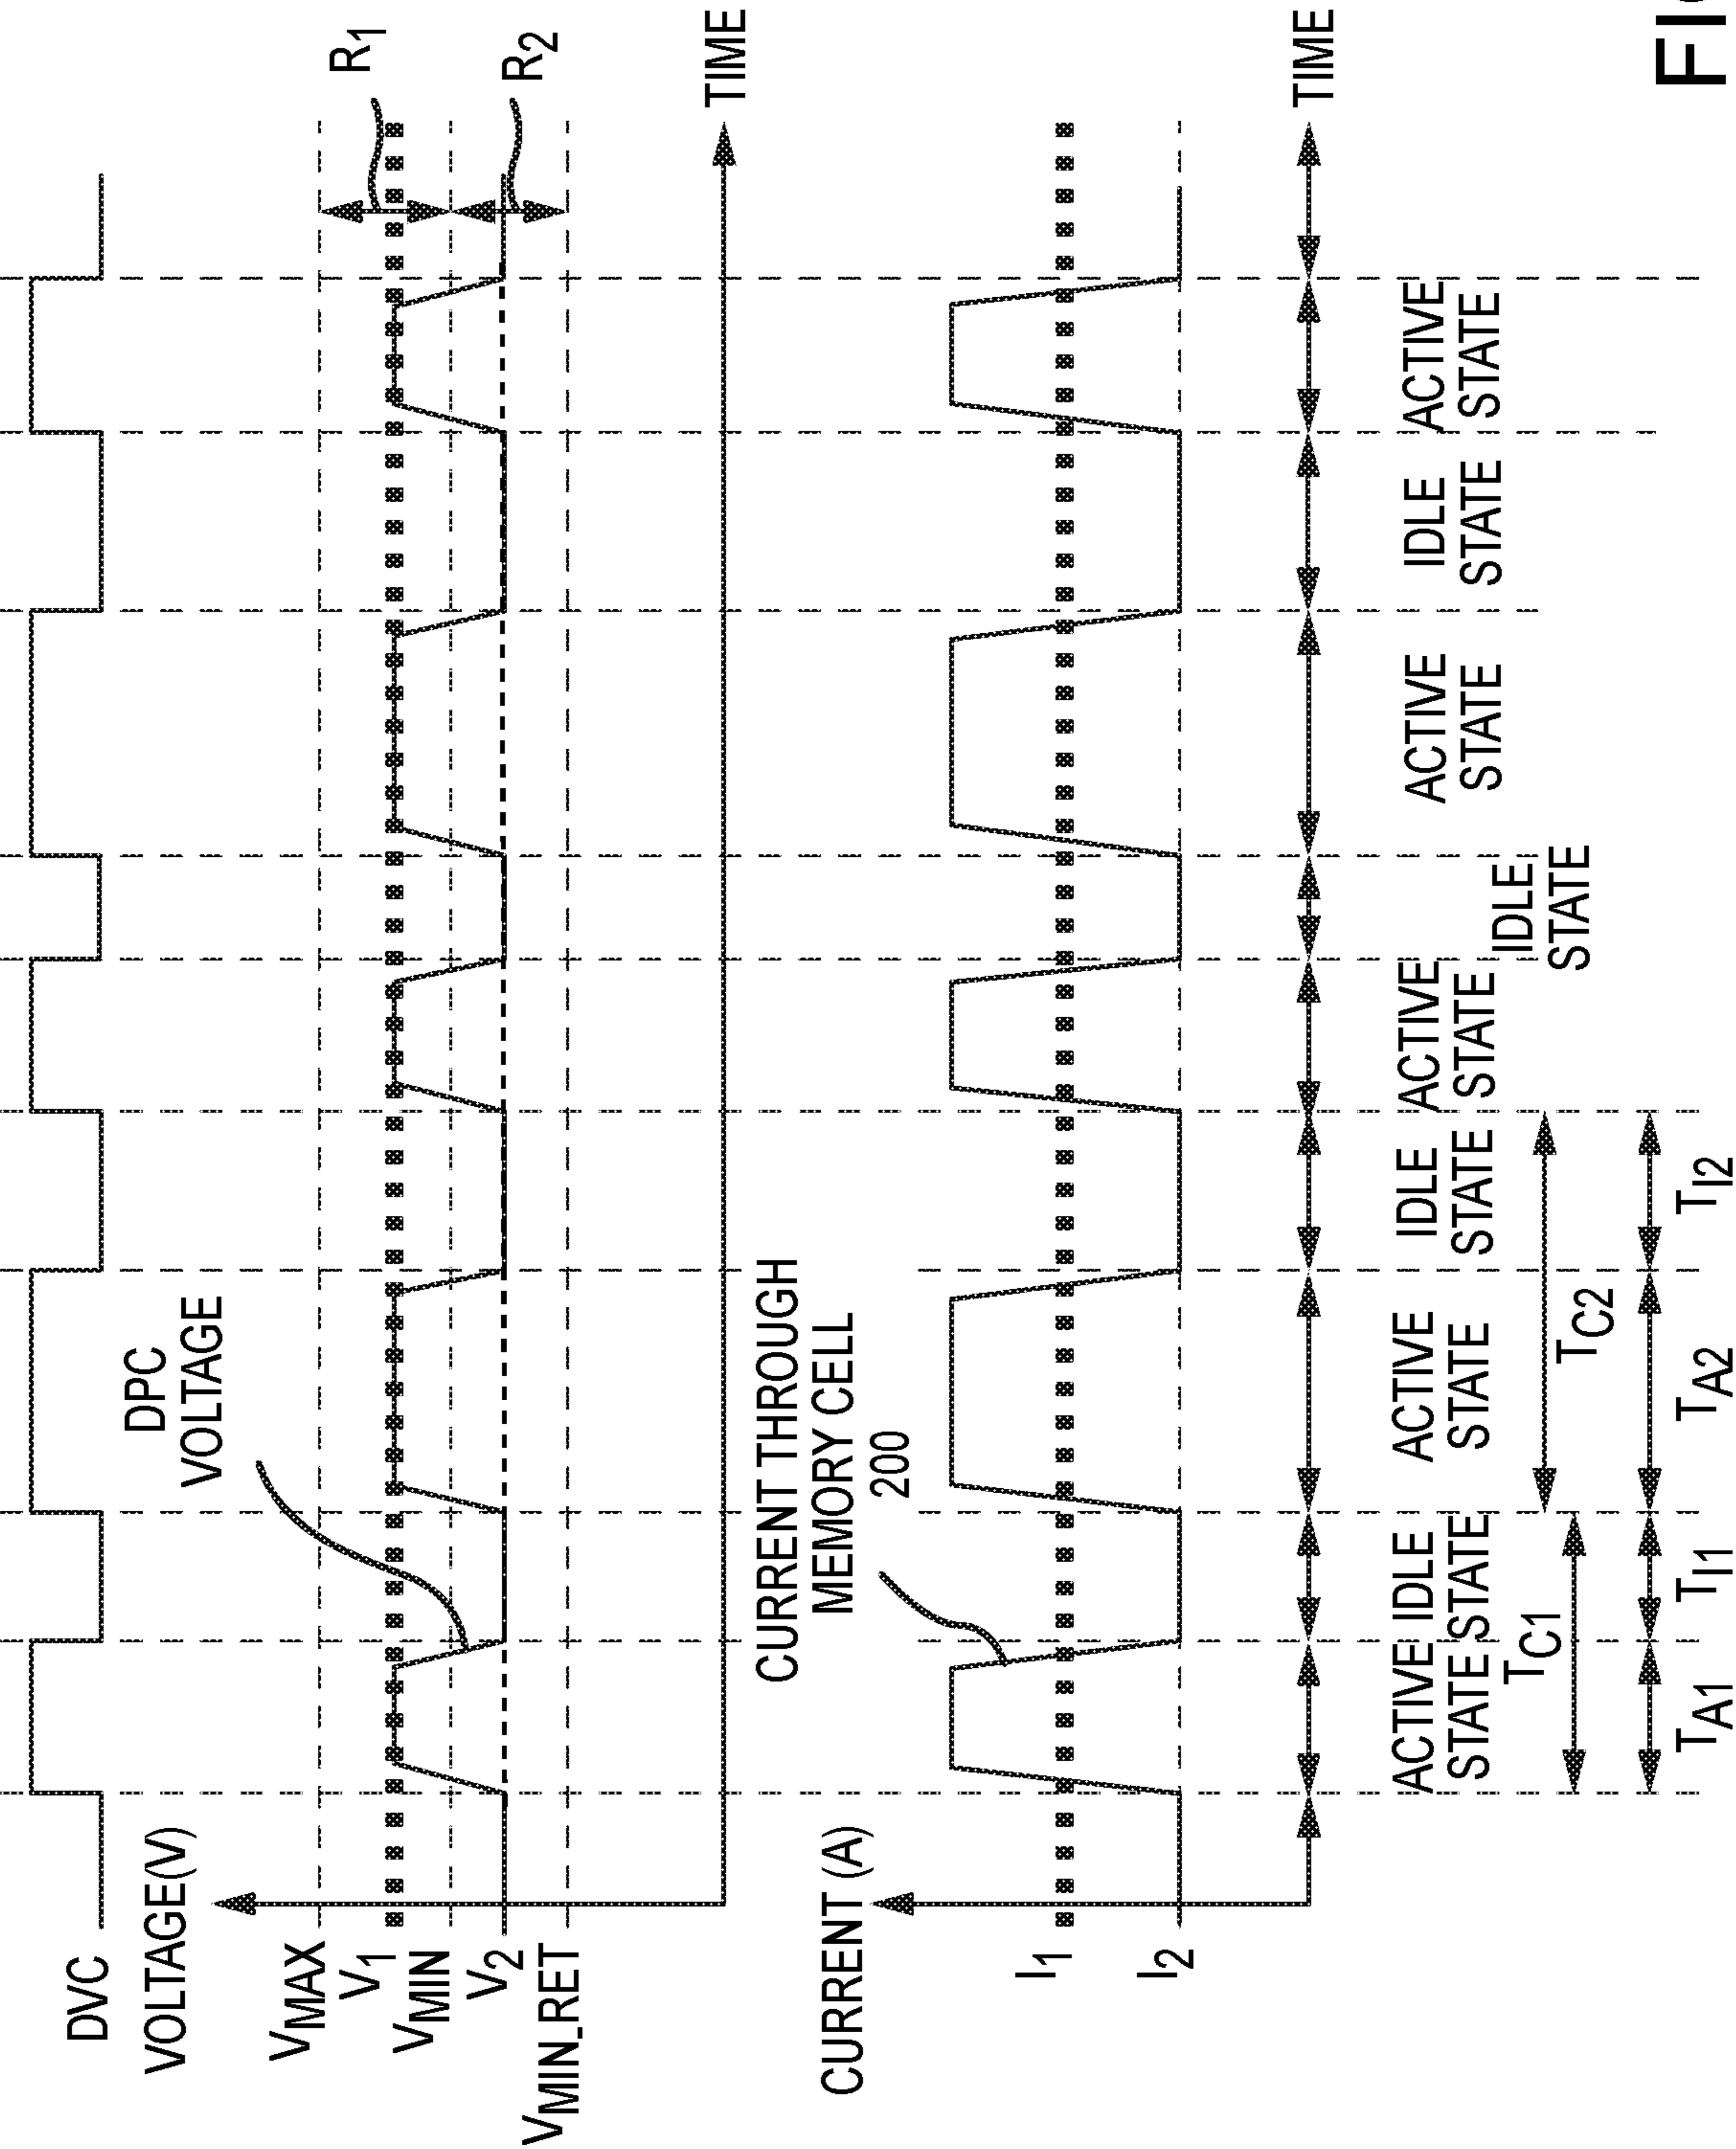 DVC
VOLTAGE(V)
VMAX
V1
VMIN
V2
VMIN_RET
DPC
VOLTAGE
R1
R2
TIME
CURRENT THROUGH
MEMORY CELL
200
CURRENT (A)
I1
I2
TIME
ACTIVE
STATE
IDLE
STATE
ACTIVE
STATE
IDLE
STATE
ACTIVE
STATE
IDLE
STATE
ACTIVE
STATE
IDLE
STATE
ACTIVE
STATE
TC1
TC2
TA1
TI1
TA2
TI2